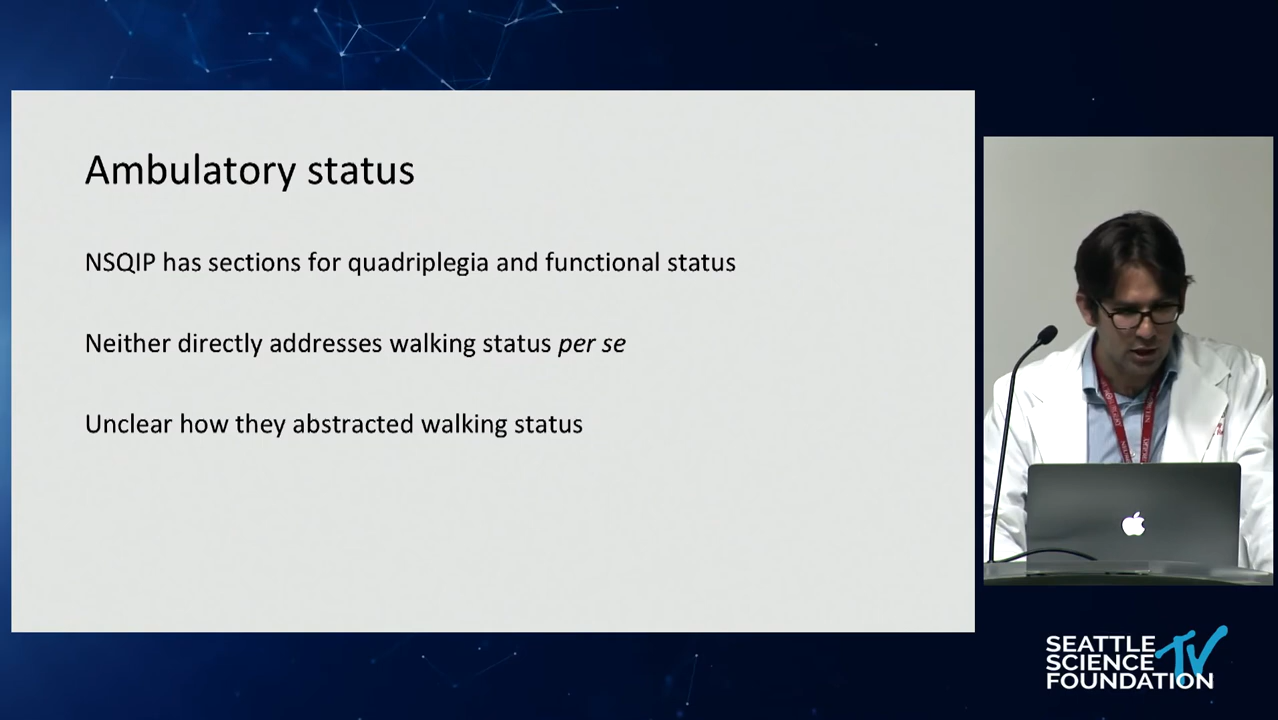 Ambulatory status
NSQIP has sections for quadriplegia and functional status
Neither directly addresses walking status per se
Unclear how they abstracted walking status
SEATTLE
SCIENCE TV
FOUNDATION